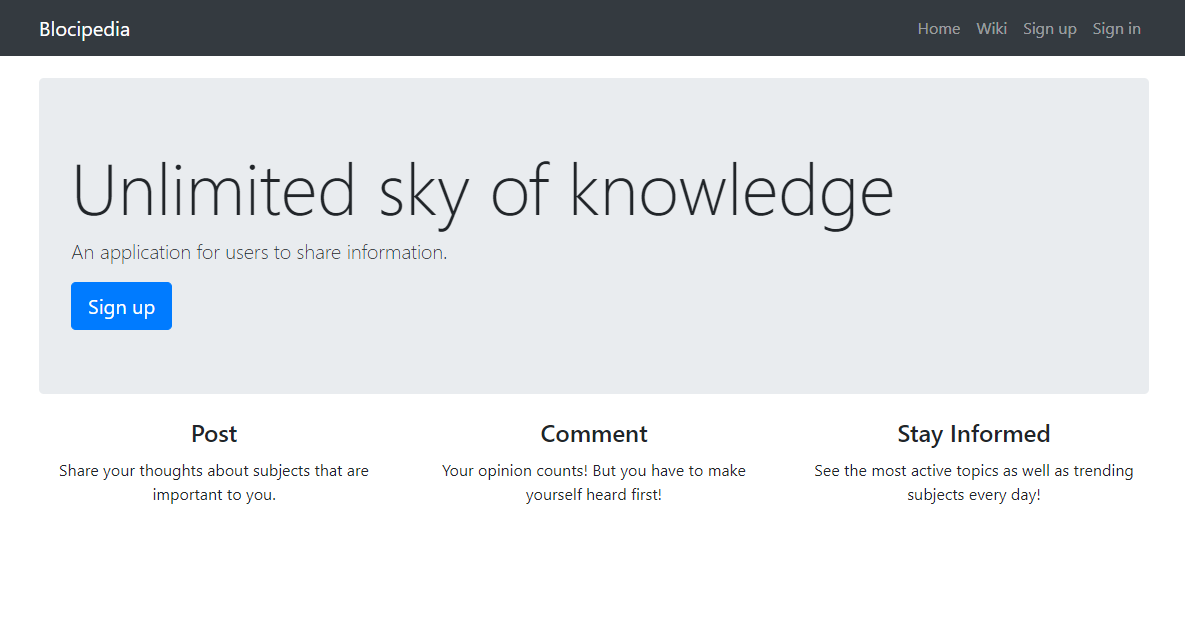 Blocipedia
Home Wiki Sign up Sign in
Unlimited sky of knowledge
An application for users to share information.
Sign up
Post
Share your thoughts about subjects that are
important to you.
Comment
Your opinion counts! But you have to make
yourself heard first!
Stay Informed
See the most active topics as well as trending
subjects every day!